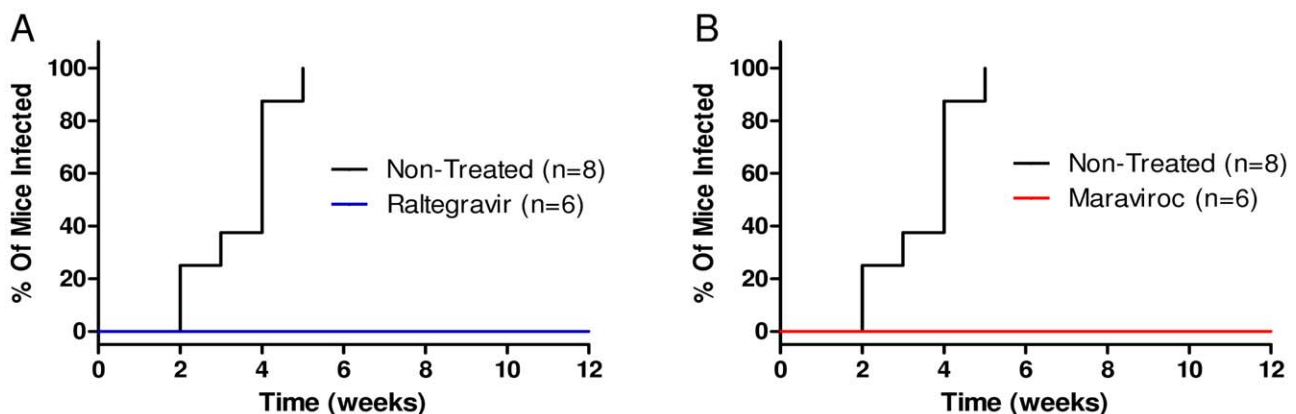 A
% Of Mice Infected
100
80
60
40
20
0
Non-Treated (n=8)
Raltegravir (n=6)
0 2 4 6 8 10 12
Time (weeks)
B
% Of Mice Infected
100
80
60
40
20
0
Non-Treated (n=8)
Maraviroc (n=6)
0 2 4 6 8 10 12
Time (weeks)